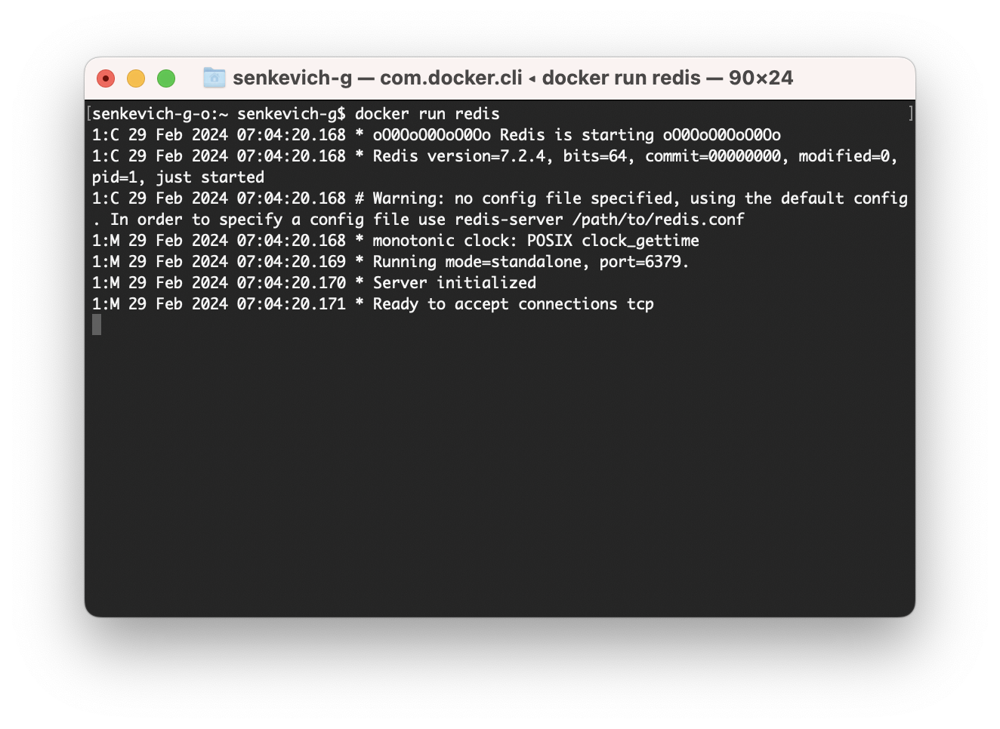 senkevich-g — com.docker.cli ◂ docker run redis — 90×24
[senkevich-g-o:~ senkevich-g$ docker run redis ]
1:C 29 Feb 2024 07:04:20.168 * oO0OoO0OoO0Oo Redis is starting oO0OoO0OoO0Oo
1:C 29 Feb 2024 07:04:20.168 * Redis version=7.2.4, bits=64, commit=00000000, modified=0,
pid=1, just started
1:C 29 Feb 2024 07:04:20.168 # Warning: no config file specified, using the default config
. In order to specify a config file use redis-server /path/to/redis.conf
1:M 29 Feb 2024 07:04:20.168 * monotonic clock: POSIX clock_gettime
1:M 29 Feb 2024 07:04:20.169 * Running mode=standalone, port=6379.
1:M 29 Feb 2024 07:04:20.170 * Server initialized
1:M 29 Feb 2024 07:04:20.171 * Ready to accept connections tcp